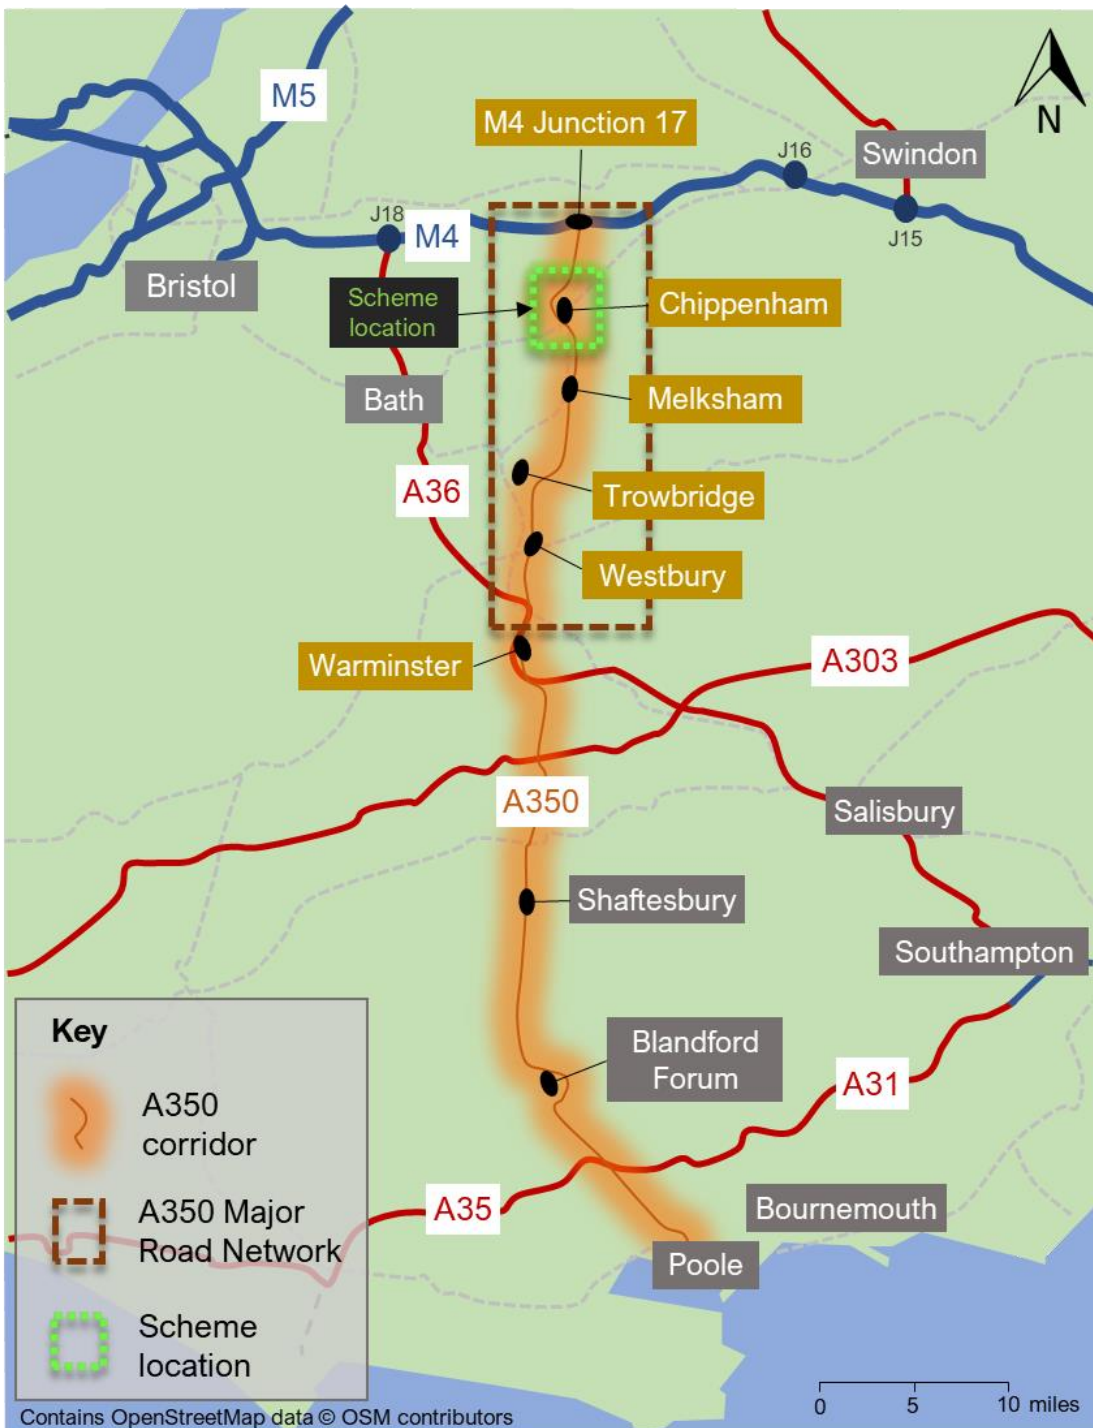 M5
M4 Junction 17
N
J16
Swindon
J18
M4
J15
Bristol
Scheme
location
Chippenham
Bath
Melksham
A36
Trowbridge
Westbury
Warminster
A303
A350
Salisbury
Shaftesbury
Southampton
Key
Blandford
Forum
A31
A350
corridor
A35
Bournemouth
A350 Major
Road Network
Poole
Scheme
location
0 5 10 miles
Contains OpenStreetMap data © OSM contributors